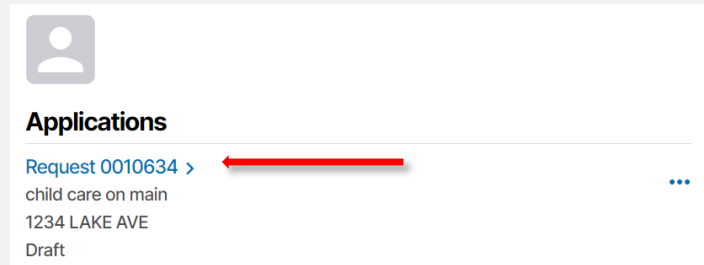 Applications
Request 0010634 >
child care on main
1234 LAKE AVE
Draft